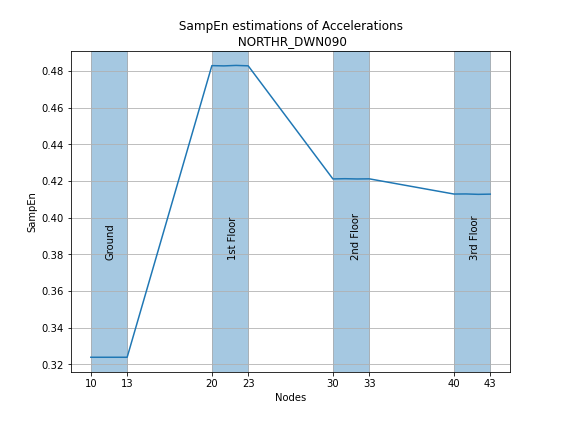 SampEn estimations of Accelerations
NORTHR_DWN090
SampEn
0.48
0.46
0.44
0.42
0.40
0.38
0.36
0.34
0.32
Ground
1st Floor
2nd Floor
3rd Floor
10 13 20 23 30 33 40 43
Nodes